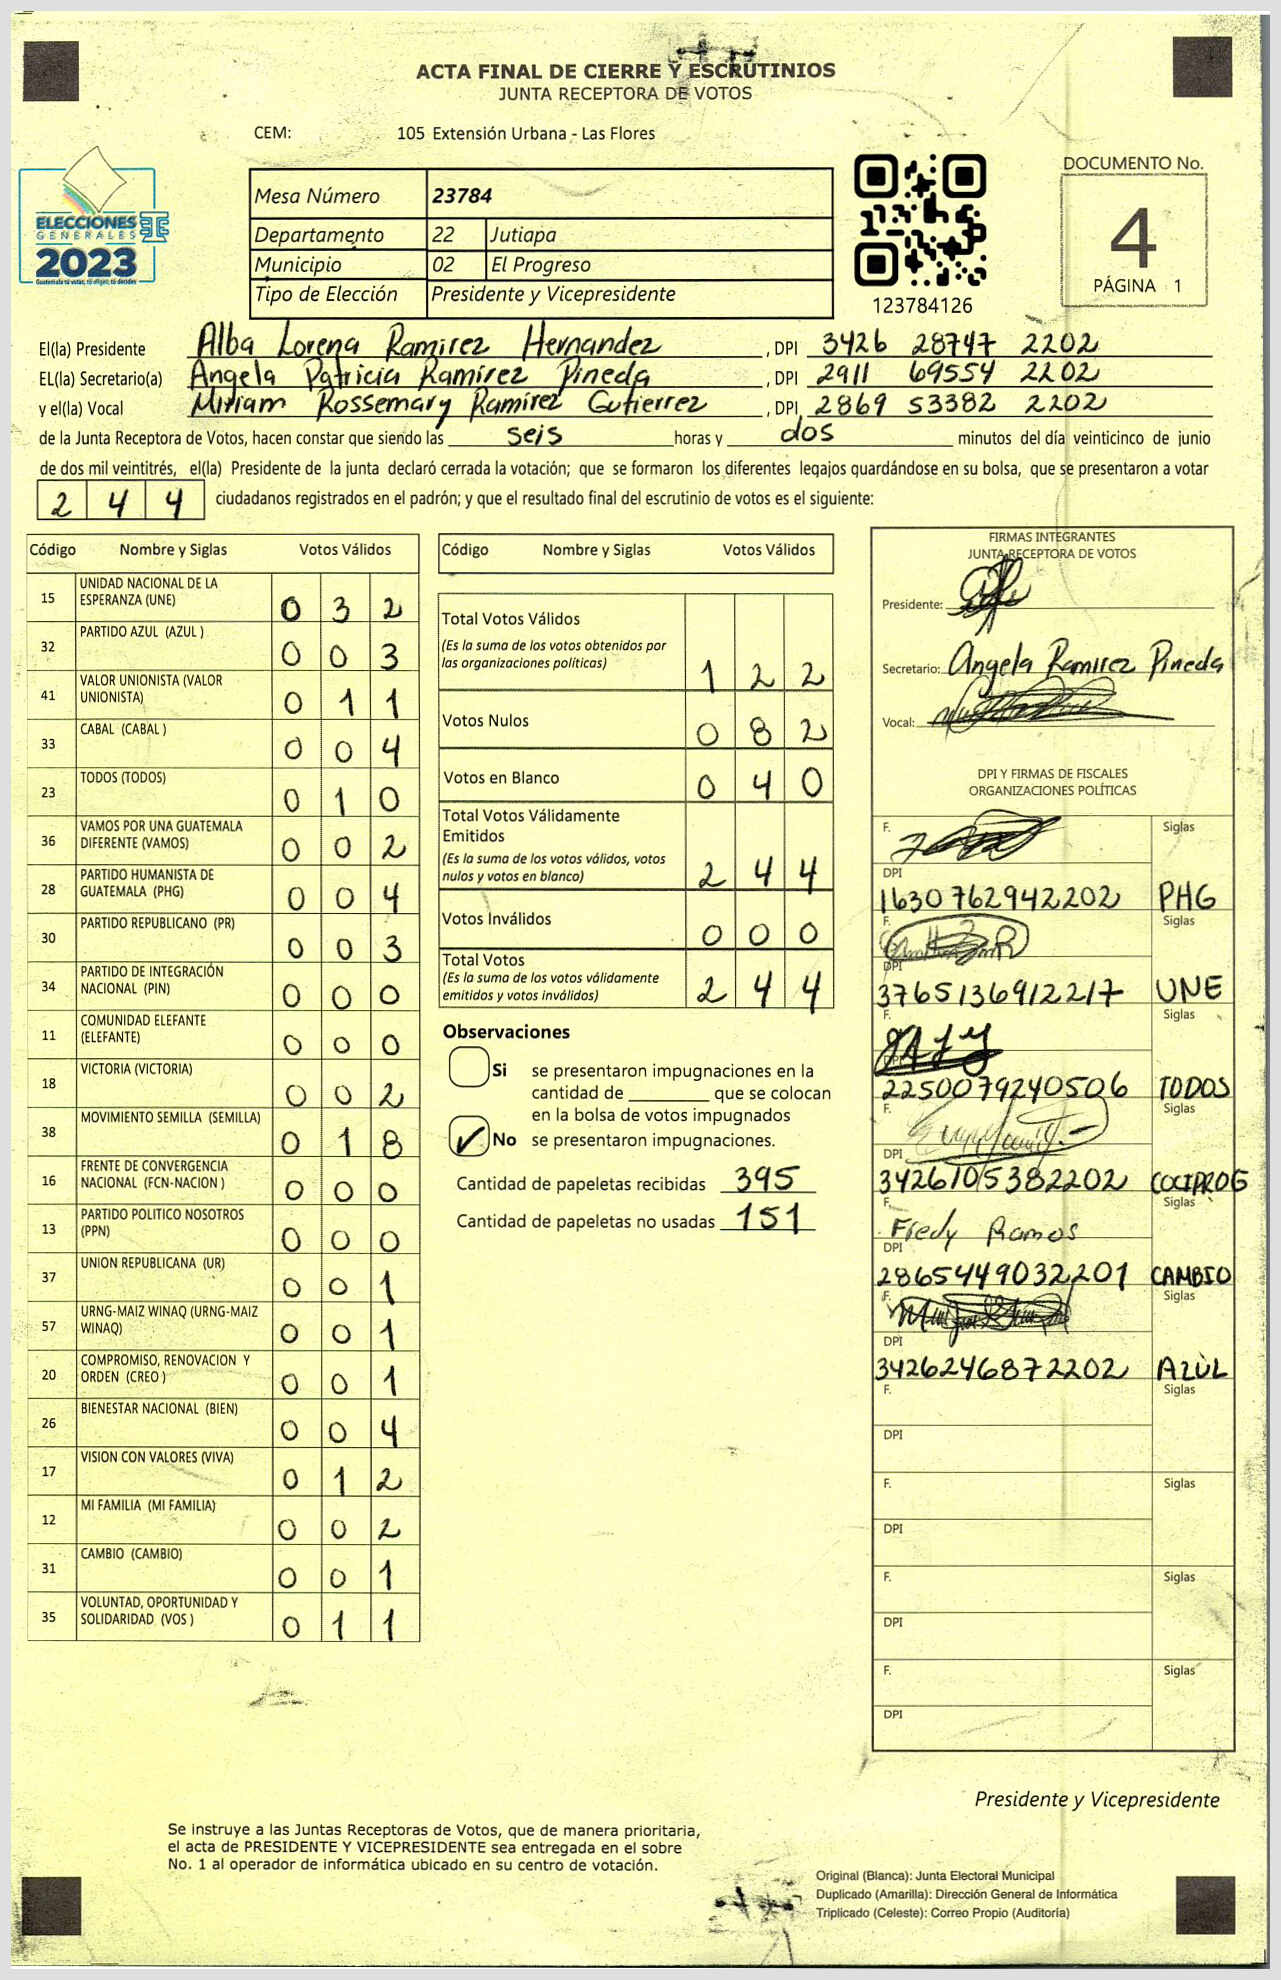 ACTA FINAL DE CIERRE Y ESCRUTINIOS
JUNTA RECEPTORA DE VOTOS
CEM: 105 Extensión Urbana - Las Flores
ELECCIONES
GENERALES
2023
Guatemala tú votas, tú eliges, tú decides
Mesa Número 23784
Departamento 22 Jutiapa
Municipio 02 El Progreso
Tipo de Elección Presidente y Vicepresidente
123784126
DOCUMENTO No.
4
PÁGINA 1
El(la) Presidente Alba Lorena Ramirez Hernandez, DPI 3426 28747 2202
EL(la) Secretario(a) Angela Patricia Ramirez Pineda, DPI 2911 69554 2202
y el(la) Vocal Miriam Rossemary Ramirez Gutierrez, DPI 2869 53382 2202
de la Junta Receptora de Votos, hacen constar que siendo las seis horas y dos minutos del día veinticinco de junio
de dos mil veintitrés, el(la) Presidente de la junta declaró cerrada la votación; que se formaron los diferentes legajos guardándose en su bolsa, que se presentaron a votar
2 4 4 ciudadanos registrados en el padrón; y que el resultado final del escrutinio de votos es el siguiente:
Código Nombre y Siglas Votos Válidos
15 UNIDAD NACIONAL DE LA
ESPERANZA (UNE) 0 3 2
32 PARTIDO AZUL (AZUL ) 0 0 3
41 VALOR UNIONISTA (VALOR
UNIONISTA) 0 1 1
33 CABAL (CABAL ) 0 0 4
23 TODOS (TODOS) 0 1 0
36 VAMOS POR UNA GUATEMALA
DIFERENTE (VAMOS) 0 0 2
28 PARTIDO HUMANISTA DE
GUATEMALA (PHG) 0 0 4
30 PARTIDO REPUBLICANO (PR) 0 0 3
34 PARTIDO DE INTEGRACIÓN
NACIONAL (PIN) 0 0 0
11 COMUNIDAD ELEFANTE
(ELEFANTE) 0 0 0
18 VICTORIA (VICTORIA) 0 0 2
38 MOVIMIENTO SEMILLA (SEMILLA) 0 1 8
16 FRENTE DE CONVERGENCIA
NACIONAL (FCN-NACION ) 0 0 0
13 PARTIDO POLITICO NOSOTROS
(PPN) 0 0 0
37 UNION REPUBLICANA (UR) 0 0 1
57 URNG-MAIZ WINAQ (URNG-MAIZ
WINAQ) 0 0 1
20 COMPROMISO, RENOVACION Y
ORDEN (CREO ) 0 0 1
26 BIENESTAR NACIONAL (BIEN) 0 0 4
17 VISION CON VALORES (VIVA) 0 1 2
12 MI FAMILIA (MI FAMILIA) 0 0 2
31 CAMBIO (CAMBIO) 0 0 1
35 VOLUNTAD, OPORTUNIDAD Y
SOLIDARIDAD (VOS ) 0 1 1
Código Nombre y Siglas Votos Válidos
Total Votos Válidos
(Es la suma de los votos obtenidos por
las organizaciones políticas) 1 2 2
Votos Nulos 0 8 2
Votos en Blanco 0 4 0
Total Votos Válidamente
Emitidos
(Es la suma de los votos válidos, votos
nulos y votos en blanco) 2 4 4
Votos Inválidos 0 0 0
Total Votos
(Es la suma de los votos válidamente
emitidos y votos inválidos) 2 4 4
Observaciones
Si se presentaron impugnaciones en la
cantidad de ________ que se colocan
en la bolsa de votos impugnados
✓ No se presentaron impugnaciones.
Cantidad de papeletas recibidas 395
Cantidad de papeletas no usadas 151
FIRMAS INTEGRANTES
JUNTA RECEPTORA DE VOTOS
Presidente:
Secretario: Angela Ramirez Pineda
Vocal:
DPI Y FIRMAS DE FISCALES
ORGANIZACIONES POLÍTICAS
F. Siglas
DPI
1630762942202 PHG
F. Siglas
DPI
3765136912217 UNE
F. Siglas
DPI
2250079240506 TODOS
F. Siglas
DPI
3426105382202 COCIPROG
F. Siglas
Fredy Ramos
DPI
2865449032201 CAMBIO
F. Siglas
DPI
3426246872202 AZUL
F. Siglas
DPI
F. Siglas
DPI
F. Siglas
DPI
F. Siglas
DPI
Presidente y Vicepresidente
Se instruye a las Juntas Receptoras de Votos, que de manera prioritaria,
el acta de PRESIDENTE Y VICEPRESIDENTE sea entregada en el sobre
No. 1 al operador de informática ubicado en su centro de votación.
Original (Blanca): Junta Electoral Municipal
Duplicado (Amarilla): Dirección General de Informática
Triplicado (Celeste): Correo Propio (Auditoría)